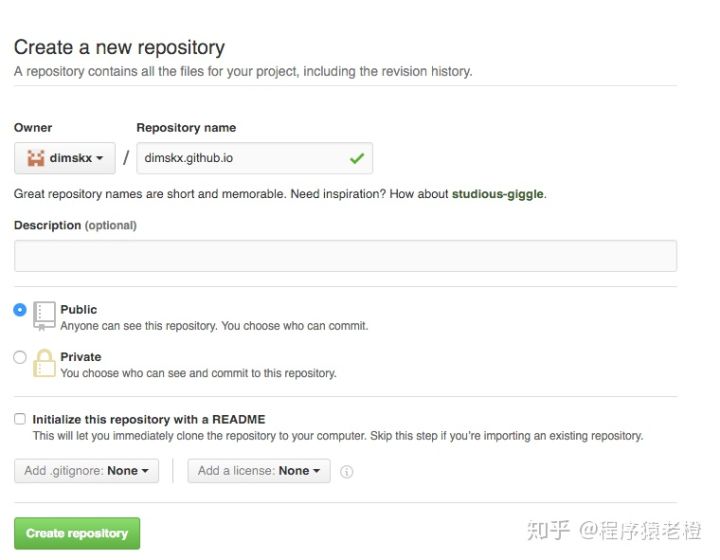 Create a new repository
A repository contains all the files for your project, including the revision history.
Owner Repository name
dimskx / dimskx.github.io
Great repository names are short and memorable. Need inspiration? How about studious-giggle.
Description (optional)
Public
Anyone can see this repository. You choose who can commit.
Private
You choose who can see and commit to this repository.
Initialize this repository with a README
This will let you immediately clone the repository to your computer. Skip this step if you're importing an existing repository.
Add .gitignore: None Add a license: None
Create repository
知乎 @程序猿老橙